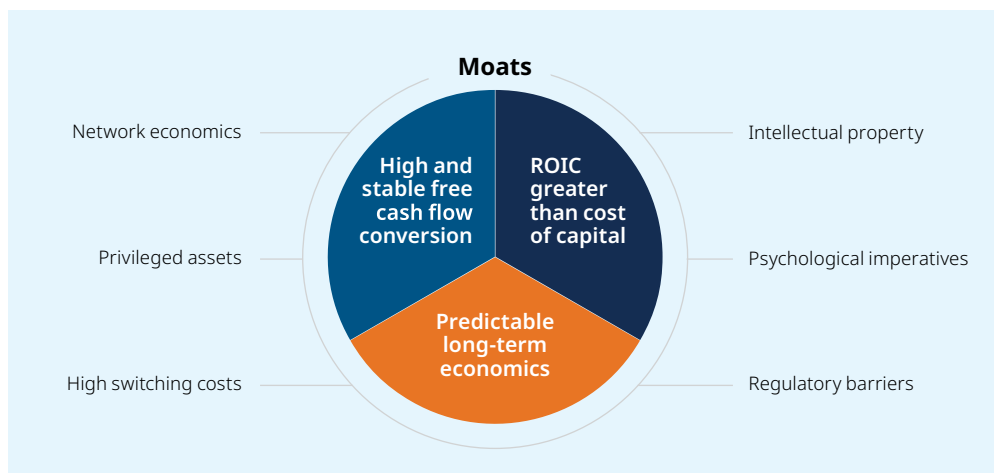 Moats
Network economics
Privileged assets
High switching costs
High and
stable free
cash flow
conversion
ROIC
greater
than cost
of capital
Predictable
long-term
economics
Intellectual property
Psychological imperatives
Regulatory barriers